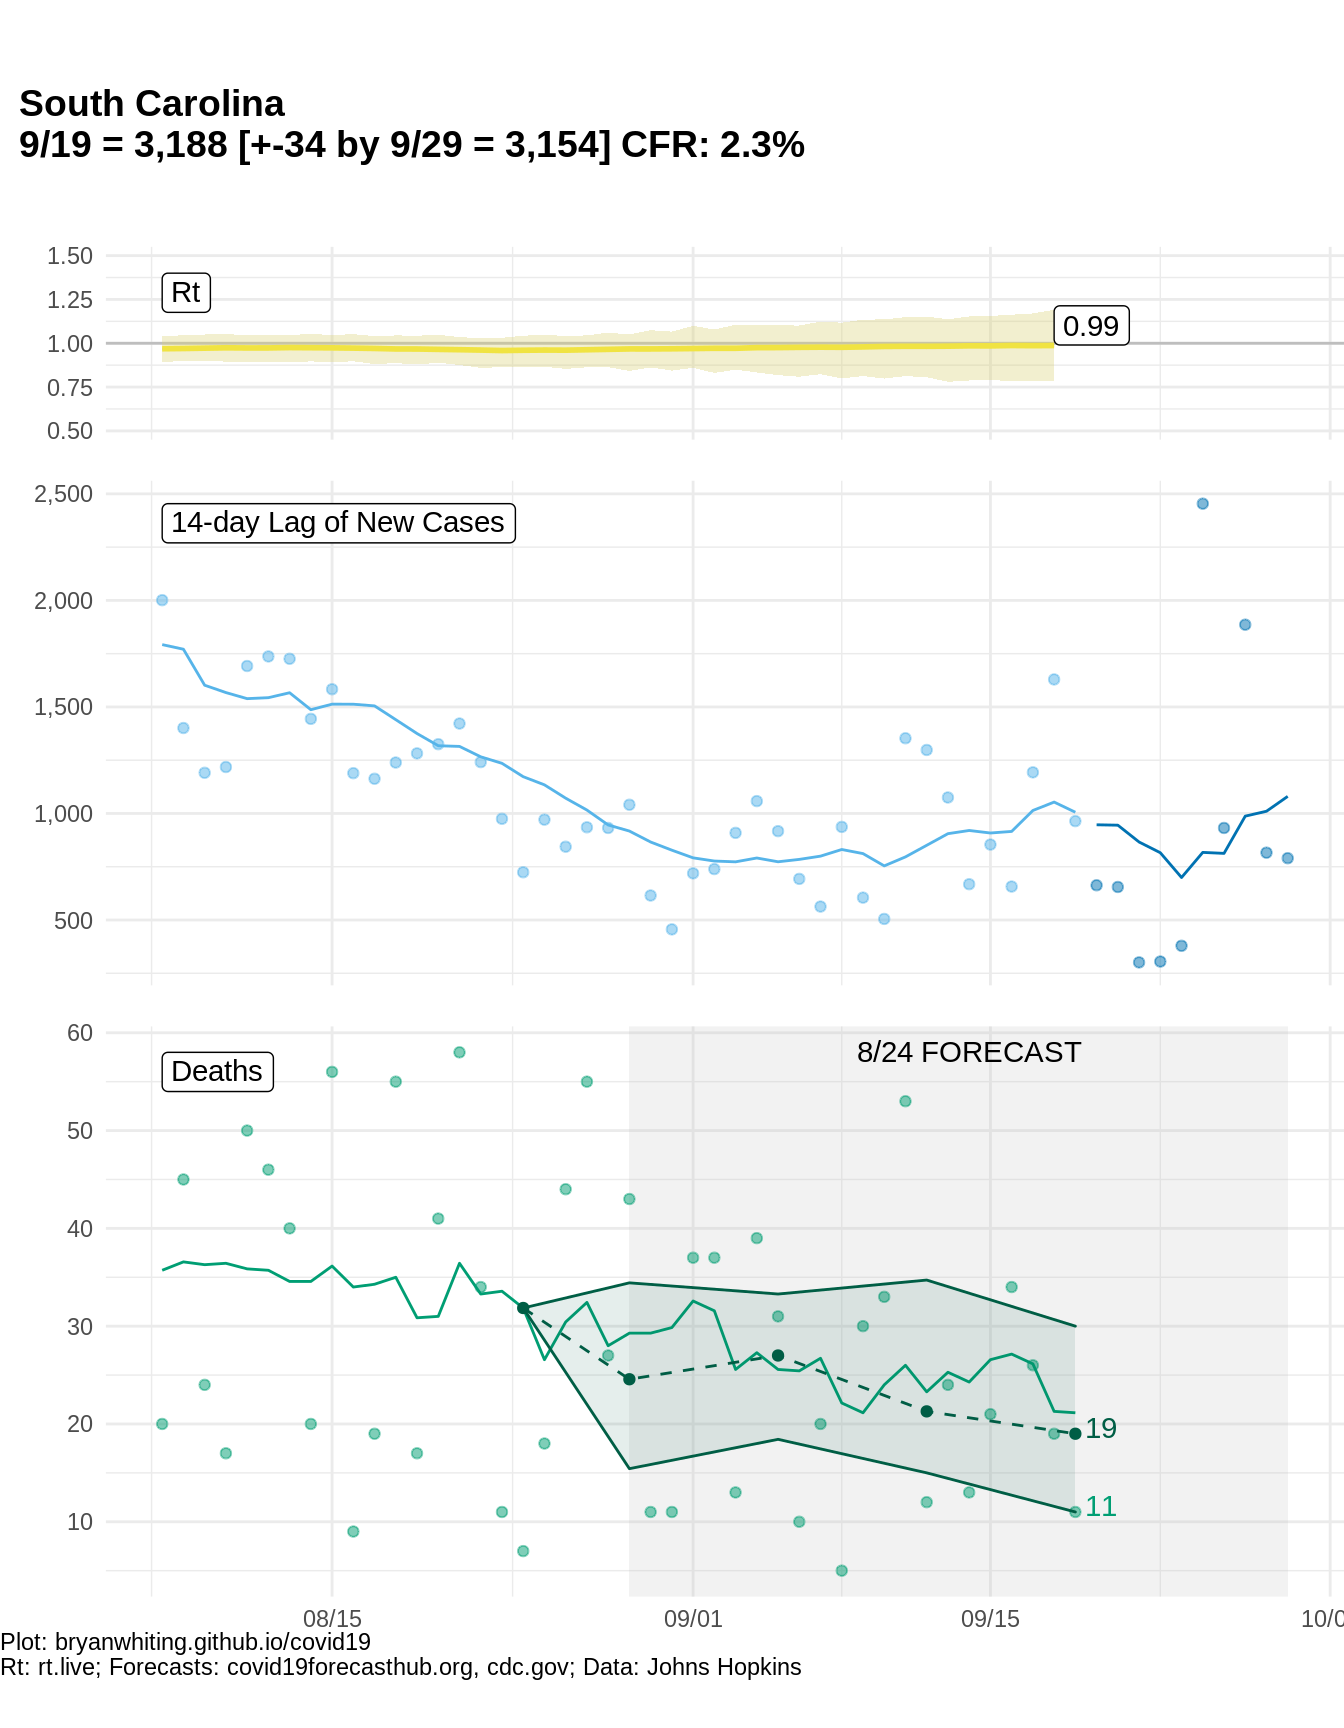 South Carolina
9/19 = 3,188 [+-34 by 9/29 = 3,154] CFR: 2.3%
1.50
1.25
1.00
0.75
0.50
Rt
0.99
2,500
2,000
1,500
1,000
500
14-day Lag of New Cases
60
50
40
30
20
10
Deaths
8/24 FORECAST
19
11
08/15
09/01
09/15
10/0
Plot: bryanwhiting.github.io/covid19
Rt: rt.live; Forecasts: covid19forecasthub.org, cdc.gov; Data: Johns Hopkins